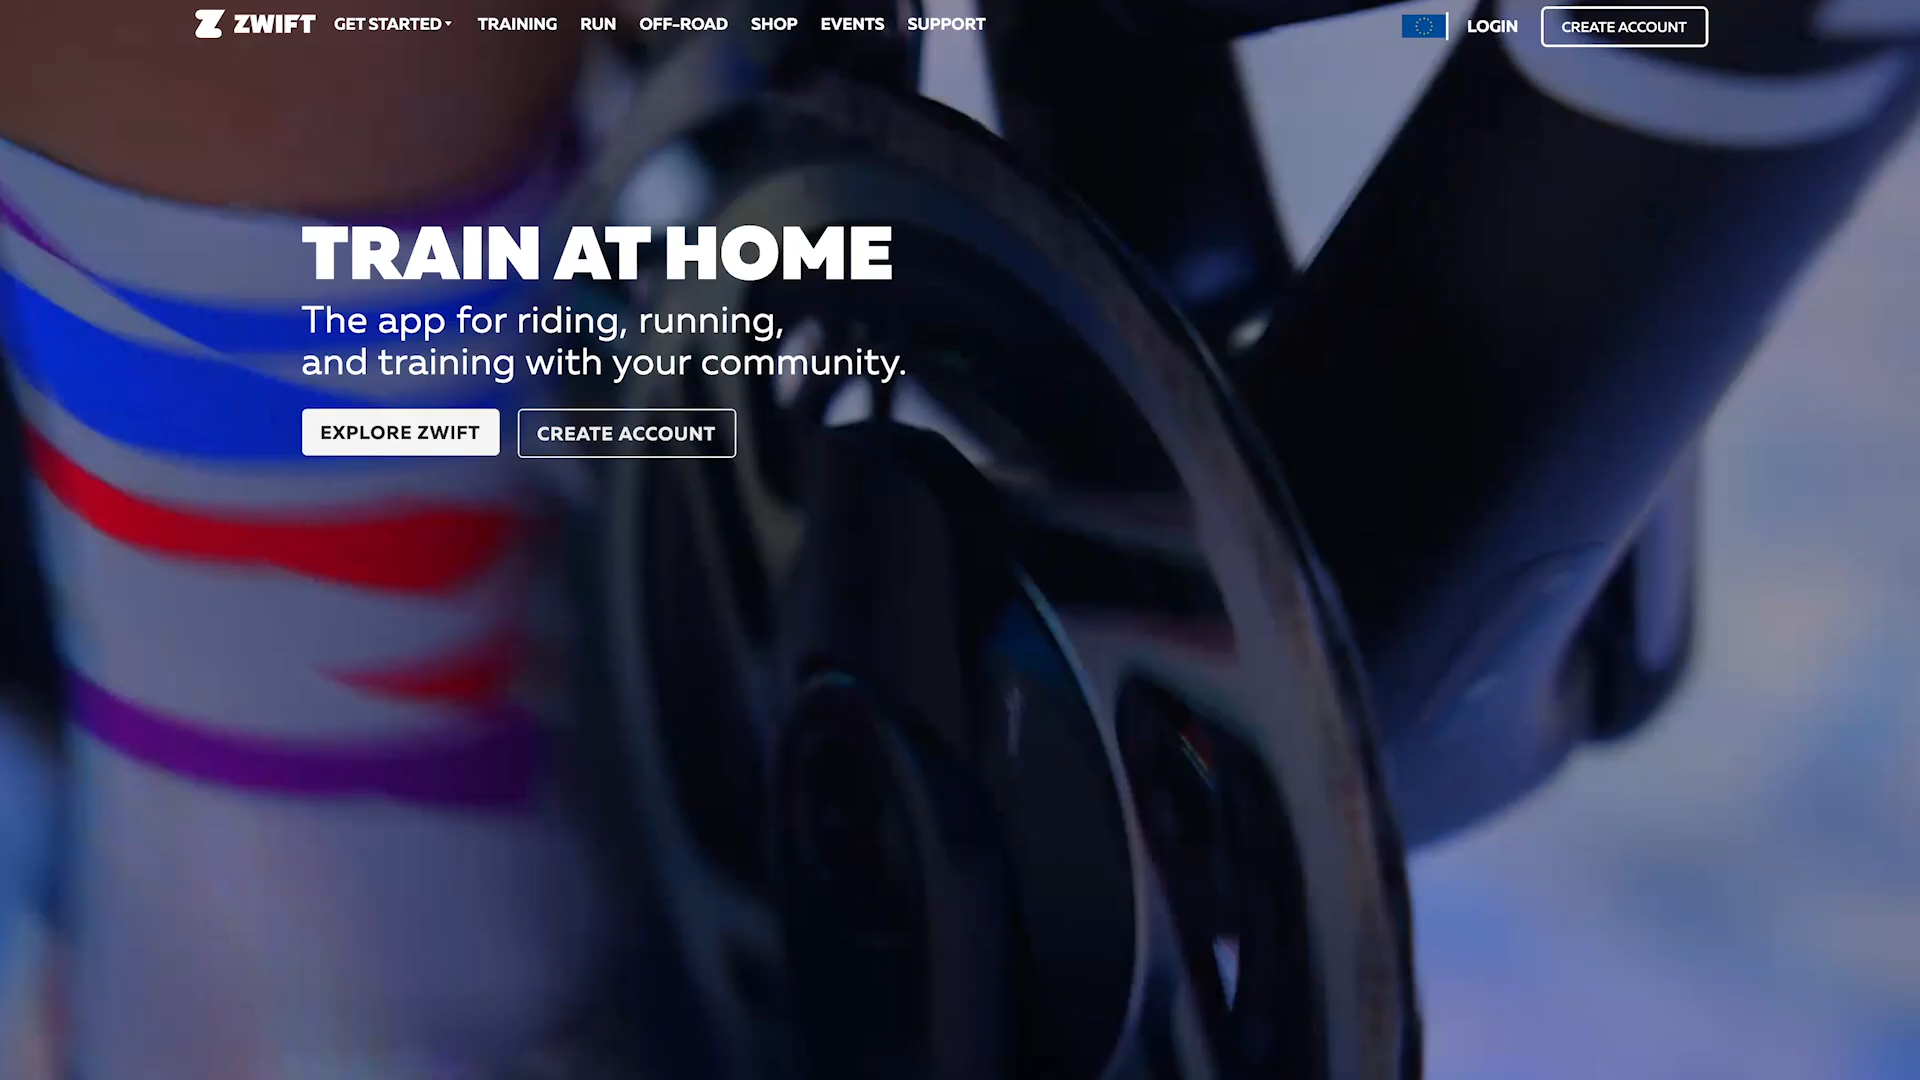 ZWIFT
GET STARTED
TRAINING
RUN
OFF-ROAD
SHOP
EVENTS
SUPPORT
LOGIN
CREATE ACCOUNT
TRAIN AT HOME
The app for riding, running,
and training with your community.
EXPLORE ZWIFT
CREATE ACCOUNT